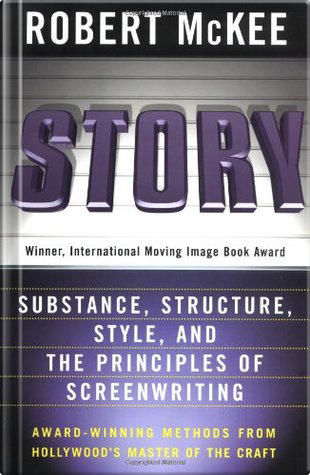 ROBERT McKEE
STORY
Winner, International Moving Image Book Award
SUBSTANCE, STRUCTURE,
STYLE, AND
THE PRINCIPLES OF
SCREENWRITING
AWARD-WINNING METHODS FROM
HOLLYWOOD'S MASTER OF THE CRAFT